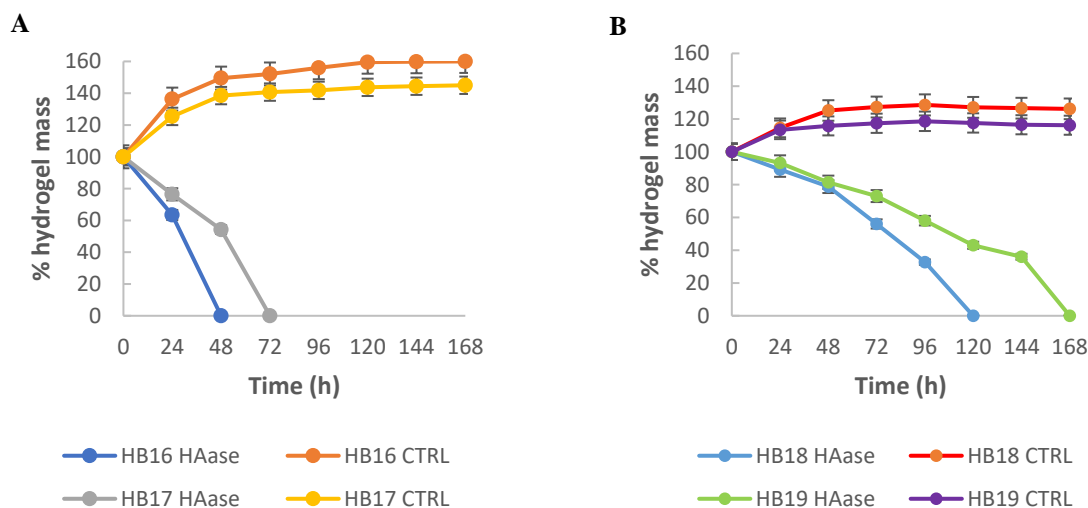 A
% hydrogel mass
160
140
120
100
80
60
40
20
0
0 24 48 72 96 120 144 168
Time (h)
HB16 HAase HB16 CTRL
HB17 HAase HB17 CTRL
B
% hydrogel mass
160
140
120
100
80
60
40
20
0
0 24 48 72 96 120 144 168
Time (h)
HB18 HAase HB18 CTRL
HB19 HAase HB19 CTRL